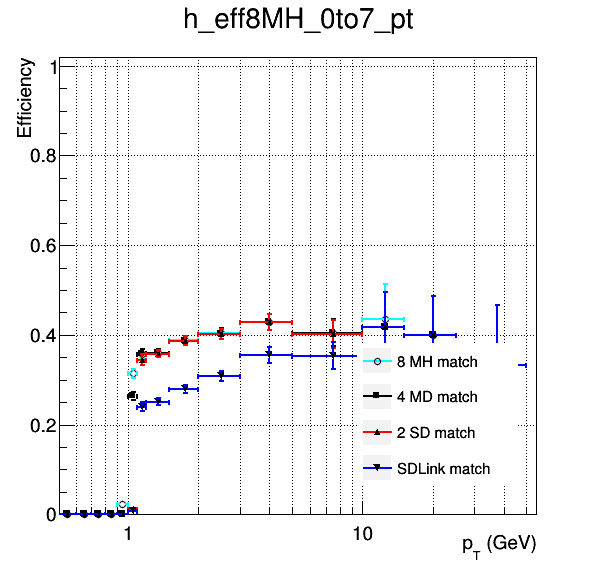 h_eff8MH_0to7_pt
Efficiency
1
0.8
0.6
0.4
0.2
0
8 MH match
4 MD match
2 SD match
SDLink match
1
10
p_T (GeV)